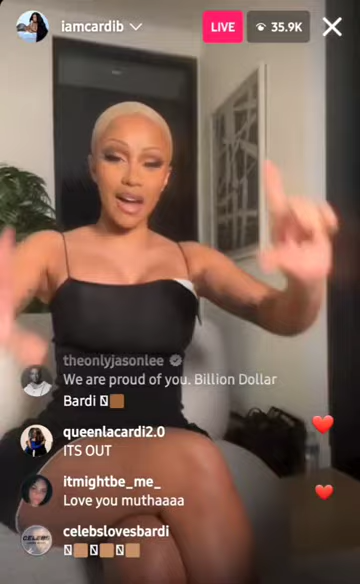 iamcardib
LIVE
35.9K
theonlyjasonlee
We are proud of you. Billion Dollar
Bardi
queenlacardi2.0
ITS OUT
itmightbe_me_
Love you muthaaaa
CELEBS
celebslovesbardi